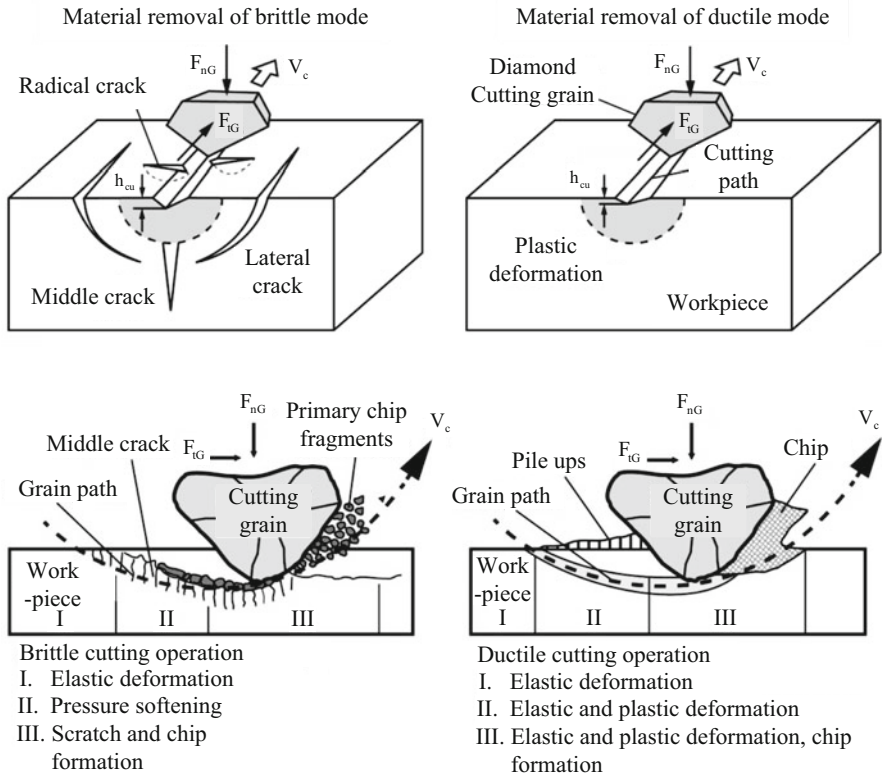 Material removal of brittle mode
F_nG
V_c
Radical crack
F_tG
h_cu
Middle crack
Lateral
crack
Material removal of ductile mode
Diamond
Cutting grain
F_nG
V_c
F_tG
Cutting
path
h_cu
Plastic
deformation
Workpiece
F_nG
F_tG
Primary chip
fragments
V_c
Middle crack
Grain path
Cutting
grain
Work
-piece
I
II
III
Brittle cutting operation
I. Elastic deformation
II. Pressure softening
III. Scratch and chip
formation
F_nG
F_tG
V_c
Pile ups
Chip
Grain path
Cutting
grain
Work
-piece
I
II
III
Ductile cutting operation
I. Elastic deformation
II. Elastic and plastic deformation
III. Elastic and plastic deformation, chip
formation